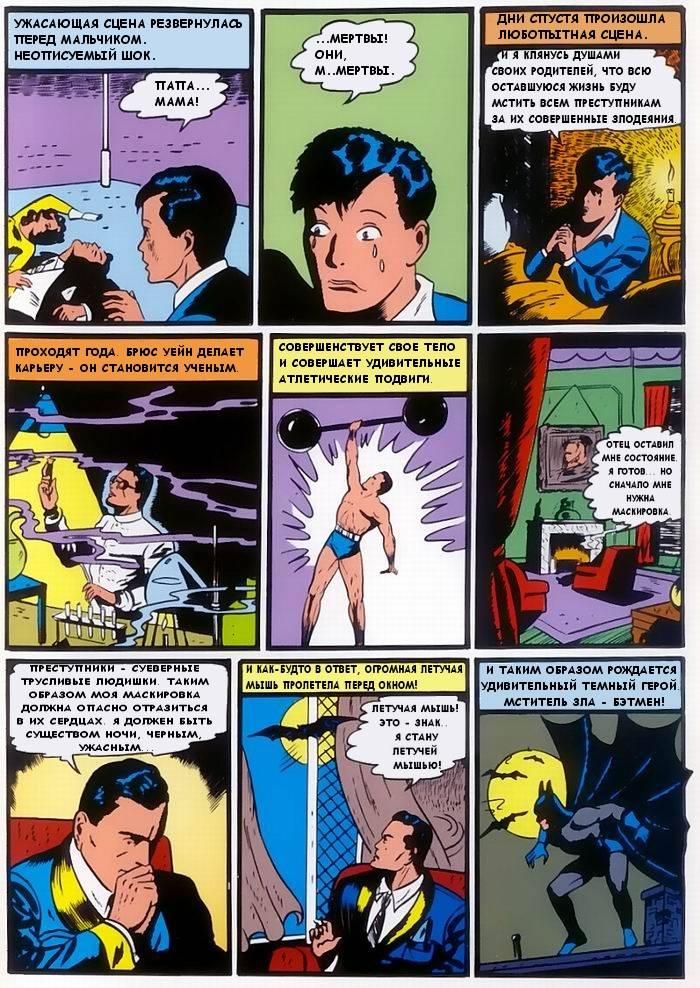 УЖАСАЮЩАЯ СЦЕНА РЕЗВЕРНУЛАСЬ
ПЕРЕД МАЛЬЧИКОМ.
НЕОПИСУЕМЫЙ ШОК.
ПАПА...
МАМА!
...МЕРТВЫ!
ОНИ,
М..МЕРТВЫ.
ДНИ СПУСТЯ ПРОИЗОШЛА
ЛЮБОПЫТНАЯ СЦЕНА.
И Я КЛЯНУСЬ ДУШАМИ
СВОИХ РОДИТЕЛЕЙ, ЧТО ВСЮ
ОСТАВШУЮСЯ ЖИЗНЬ БУДУ
МСТИТЬ ВСЕМ ПРЕСТУПНИКАМ
ЗА ИХ СОВЕРШЕННЫЕ ЗЛОДЕЯНИЯ.
ПРОХОДЯТ ГОДА. БРЮС УЕЙН ДЕЛАЕТ
КАРЬЕРУ - ОН СТАНОВИТСЯ УЧЕНЫМ.
СОВЕРШЕНСТВУЕТ СВОЕ ТЕЛО
И СОВЕРШАЕТ УДИВИТЕЛЬНЫЕ
АТЛЕТИЧЕСКИЕ ПОДВИГИ.
ОТЕЦ ОСТАВИЛ
МНЕ СОСТОЯНИЕ.
Я ГОТОВ... НО
СНАЧАЛО МНЕ
НУЖНА
МАСКИРОВКА.
ПРЕСТУПНИКИ - СУЕВЕРНЫЕ
ТРУСЛИВЫЕ ЛЮДИШКИ. ТАКИМ
ОБРАЗОМ МОЯ МАСКИРОВКА
ДОЛЖНА ОПАСНО ОТРАЗИТЬСЯ
В ИХ СЕРДЦАХ. Я ДОЛЖЕН БЫТЬ
СУЩЕСТВОМ НОЧИ, ЧЕРНЫМ,
УЖАСНЫМ...
И КАК-БУДТО В ОТВЕТ, ОГРОМНАЯ ЛЕТУЧАЯ
МЫШЬ ПРОЛЕТЕЛА ПЕРЕД ОКНОМ!
ЛЕТУЧАЯ МЫШЬ!
ЭТО - ЗНАК..
Я СТАНУ
ЛЕТУЧЕЙ
МЫШЬЮ!
И ТАКИМ ОБРАЗОМ РОЖДАЕТСЯ
УДИВИТЕЛЬНЫЙ ТЕМНЫЙ ГЕРОЙ.
МСТИТЕЛЬ ЗЛА - БЭТМЕН!